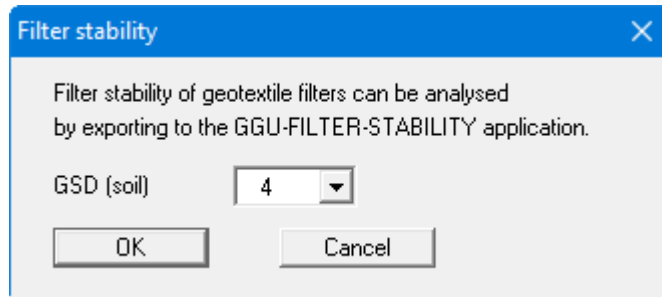 Filter stability
Filter stability of geotextile filters can be analysed
by exporting to the GGU-FILTER-STABILITY application.
GSD (soil) 4
OK Cancel